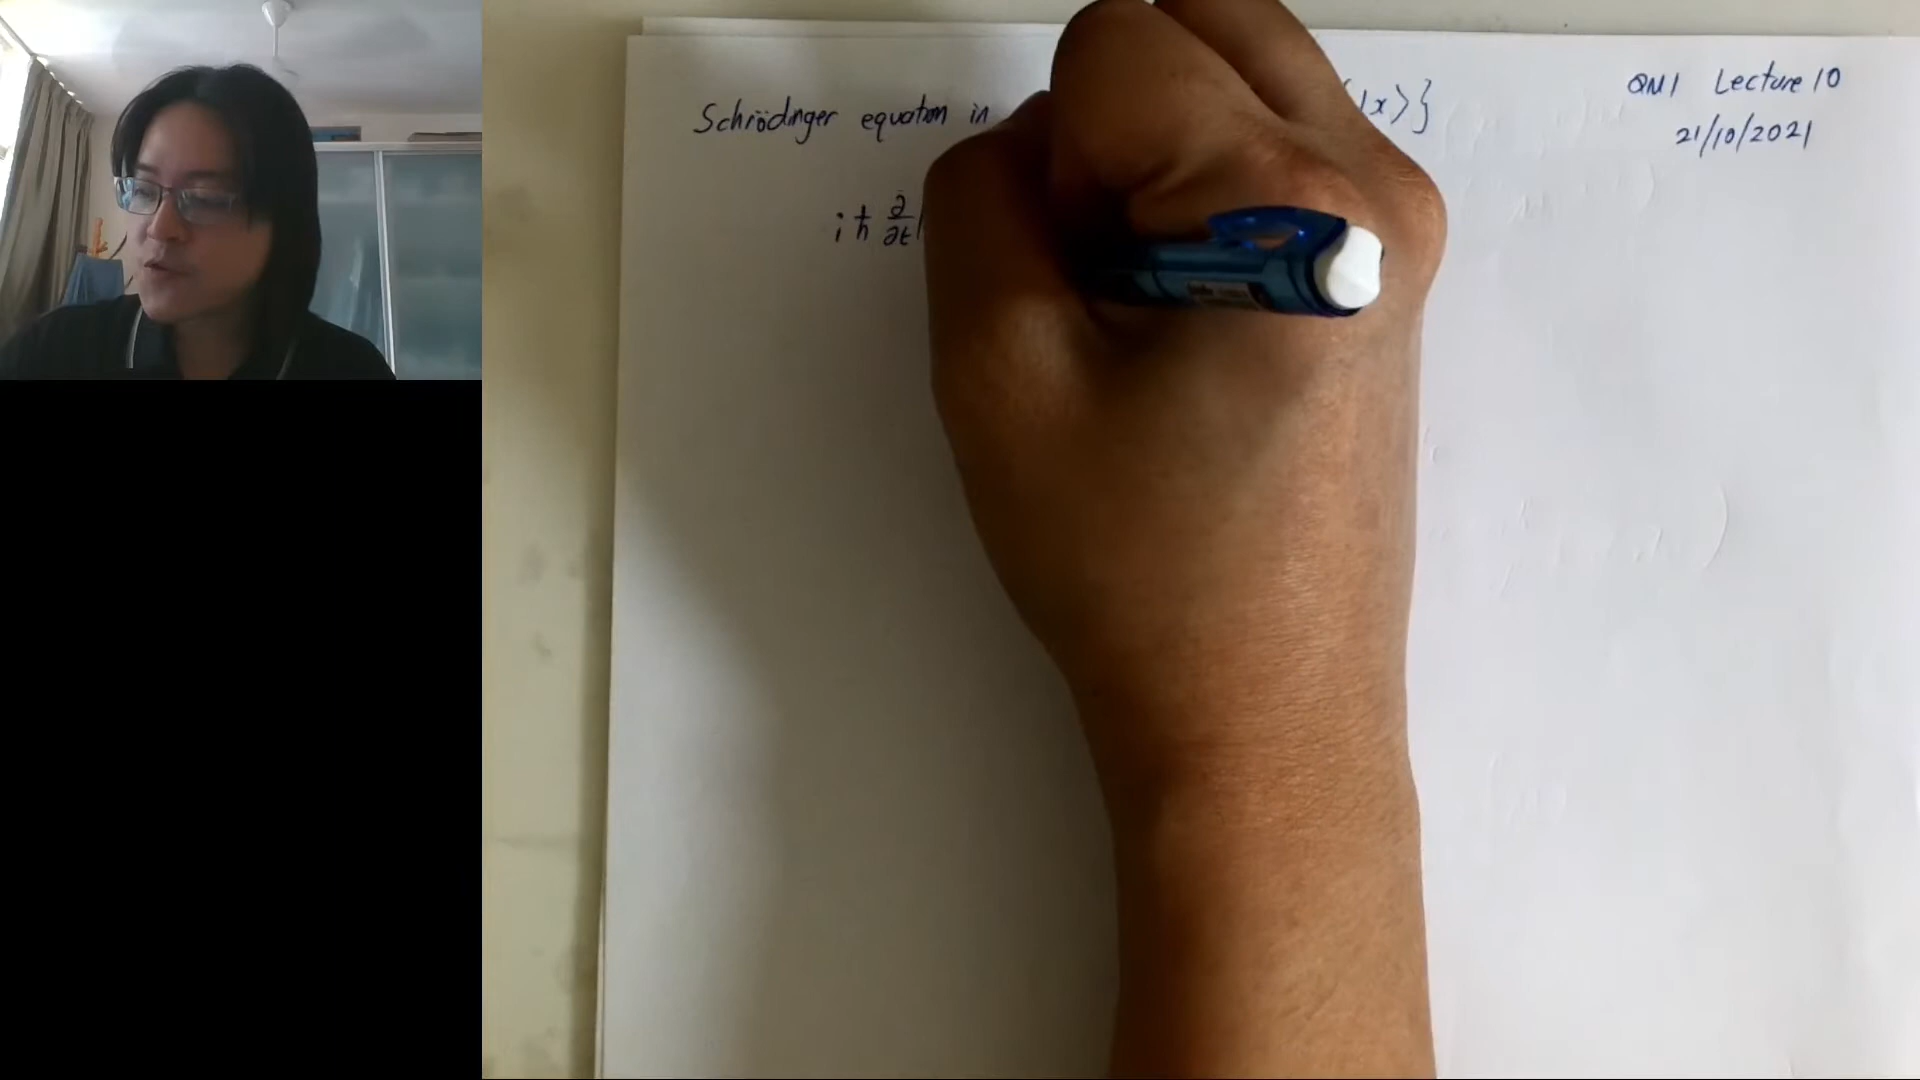 QM1 Lecture 10
21/10/2021
Schrödinger equation in |x⟩}
iħ ∂/∂t |